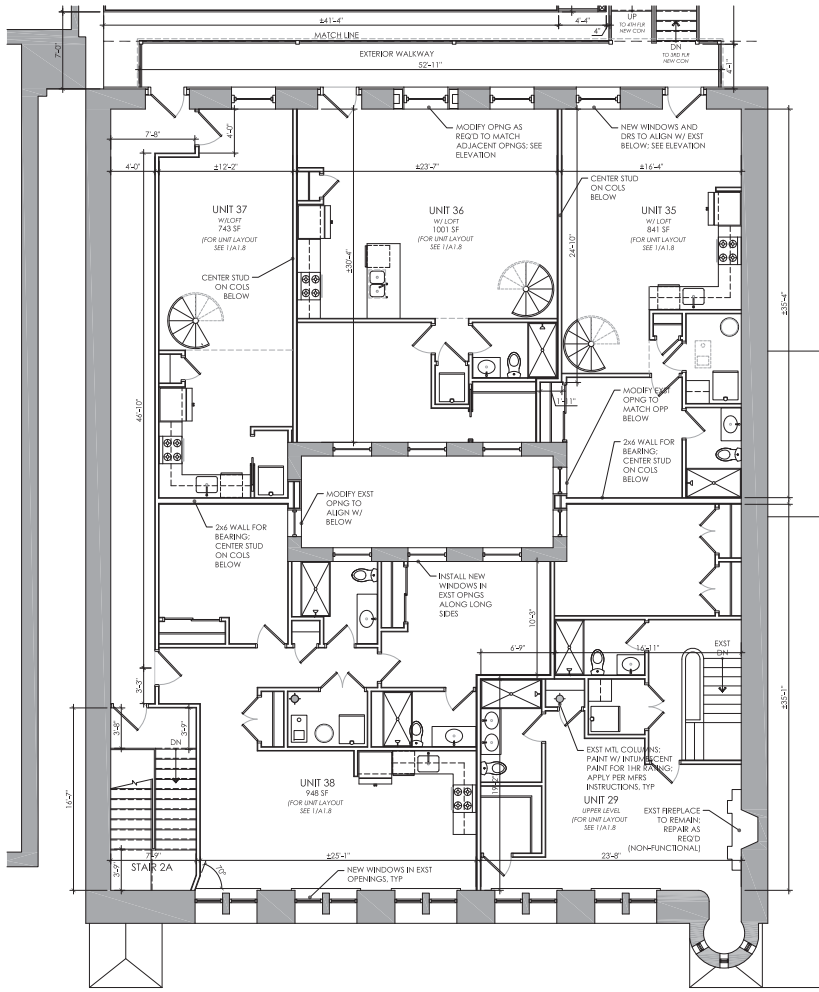 ±41'-4"
4'-4"
UP
TO 4TH FLR
NEW CON
MATCH LINE
4"
DN
TO 3RD FLR
NEW CON
7'-0"
EXTERIOR WALKWAY
52'-11"
4'-1"
7'-8"
4'-0"
MODIFY OPNG AS
REQ'D TO MATCH
ADJACENT OPNGS; SEE
ELEVATION
NEW WINDOWS AND
DRS TO ALIGN W/ EXST
BELOW; SEE ELEVATION
4'-0"
±12'-2"
±23'-7"
±16'-4"
CENTER STUD
ON COLS
BELOW
UNIT 37
W/LOFT
743 SF
(FOR UNIT LAYOUT
SEE 1/A1.8
UNIT 36
W/ LOFT
1001 SF
(FOR UNIT LAYOUT
SEE 1/A1.8
UNIT 35
W/ LOFT
841 SF
(FOR UNIT LAYOUT
SEE 1/A1.8
±30'-4"
24'-10"
CENTER STUD
ON COLS
BELOW
±35'-4"
46'-10"
1'-11"
MODIFY EXST
OPNG TO
MATCH OPP
BELOW
2x6 WALL FOR
BEARING;
CENTER STUD
ON COLS
BELOW
MODIFY EXST
OPNG TO
ALIGN W/
BELOW
2x6 WALL FOR
BEARING;
CENTER STUD
ON COLS
BELOW
INSTALL NEW
WINDOWS IN
EXST OPNGS
ALONG LONG
SIDES
10'-3"
6'-9"
16'-11"
EXST
DN
3'-3"
3'-8"
3'-9"
DN
±35'-1"
EXST MTL COLUMNS;
PAINT W/ INTUMESCENT
PAINT FOR 1HR RATING;
APPLY PER MFRS
INSTRUCTIONS, TYP
UNIT 38
948 SF
(FOR UNIT LAYOUT
SEE 1/A1.8
16'-7"
UNIT 29
UPPER LEVEL
(FOR UNIT LAYOUT
SEE 1/A1.8
EXST FIREPLACE
TO REMAIN;
REPAIR AS
REQ'D
(NON-FUNCTIONAL)
7'-9"
STAIR 2A
3'-9"
70°
±25'-1"
23'-8"
NEW WINDOWS IN EXST
OPENINGS, TYP